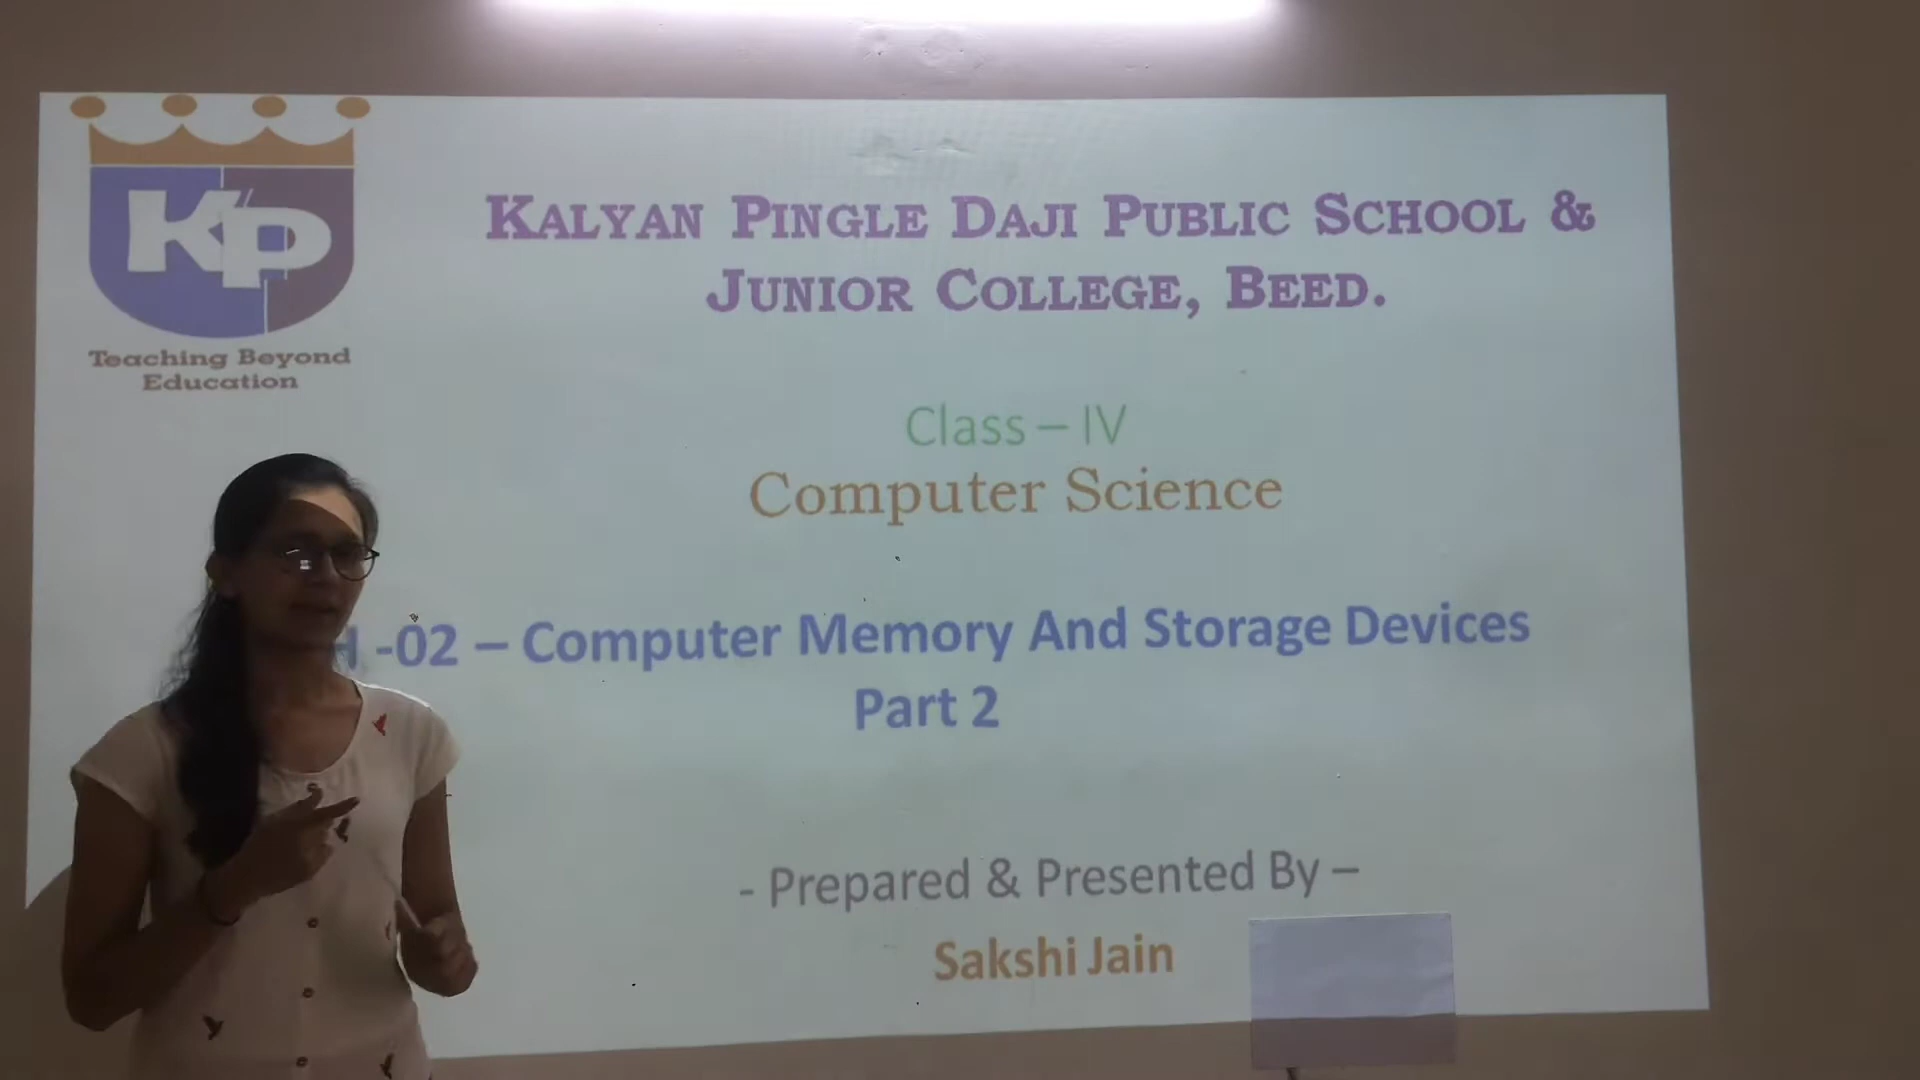 KP
Teaching Beyond
Education
KALYAN PINGLE DAJI PUBLIC SCHOOL &
JUNIOR COLLEGE, BEED.
Class – IV
Computer Science
-02 – Computer Memory And Storage Devices
Part 2
- Prepared & Presented By –
Sakshi Jain